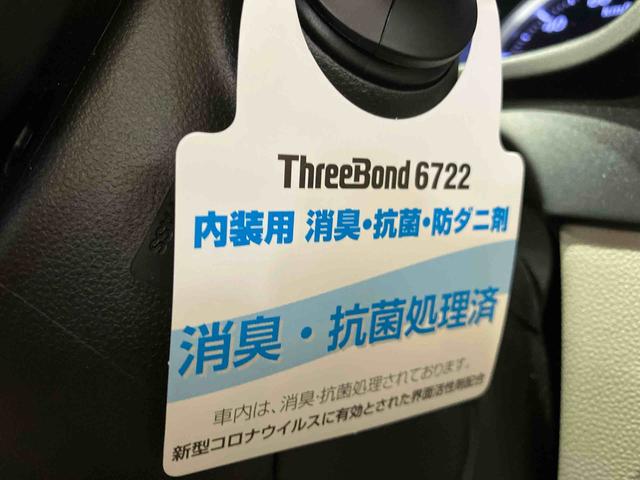 ThreeBond 6722
内装用 消臭・抗菌・防ダニ剤
消臭・抗菌処理済
車内は、消臭・抗菌処理されております。
新型コロナウイルスに有効とされた界面活性剤配合